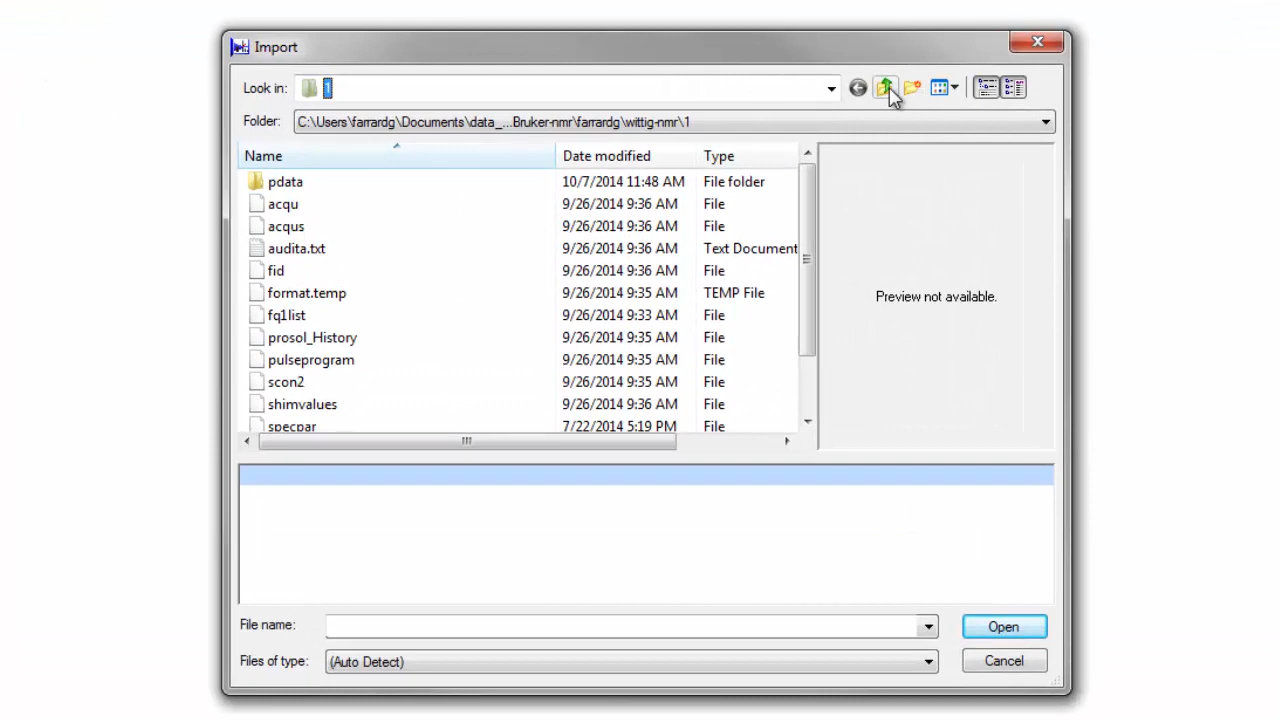 Import
Look in: 1
Folder: C:\Users\farrardg\Documents\data_...Bruker-nmr\farrardg\wittig-nmr\1
Name Date modified Type
pdata 10/7/2014 11:48 AM File folder
acqu 9/26/2014 9:36 AM File
acqus 9/26/2014 9:36 AM File
audita.txt 9/26/2014 9:36 AM Text Document
fid 9/26/2014 9:36 AM File
format.temp 9/26/2014 9:35 AM TEMP File
fq1list 9/26/2014 9:33 AM File
prosol_History 9/26/2014 9:35 AM File
pulseprogram 9/26/2014 9:35 AM File
scon2 9/26/2014 9:35 AM File
shimvalues 9/26/2014 9:36 AM File
specpar 7/22/2014 5:19 PM File
Preview not available.
File name: Open
Files of type: (Auto Detect) Cancel